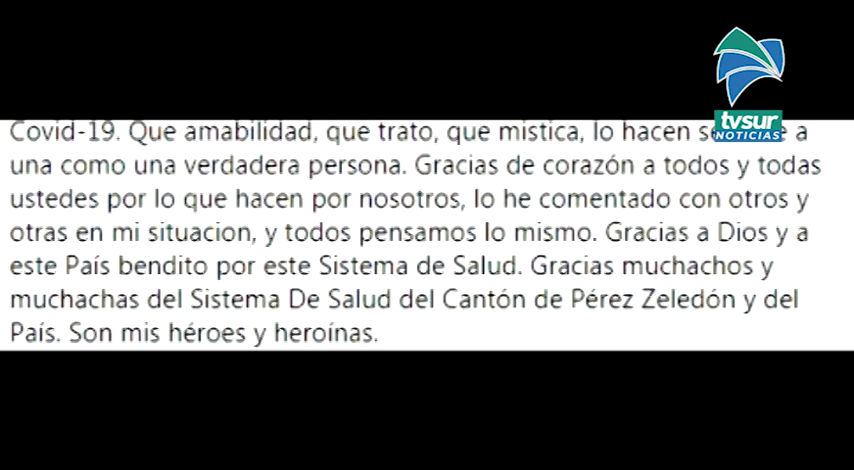 tvsur
NOTICIAS
Covid-19. Que amabilidad, que trato, que mistica, lo hacen a
una como una verdadera persona. Gracias de corazón a todos y todas
ustedes por lo que hacen por nosotros, lo he comentado con otros y
otras en mi situacion, y todos pensamos lo mismo. Gracias a Dios y a
este País bendito por este Sistema de Salud. Gracias muchachos y
muchachas del Sistema De Salud del Cantón de Pérez Zeledón y del
País. Son mis héroes y heroínas.